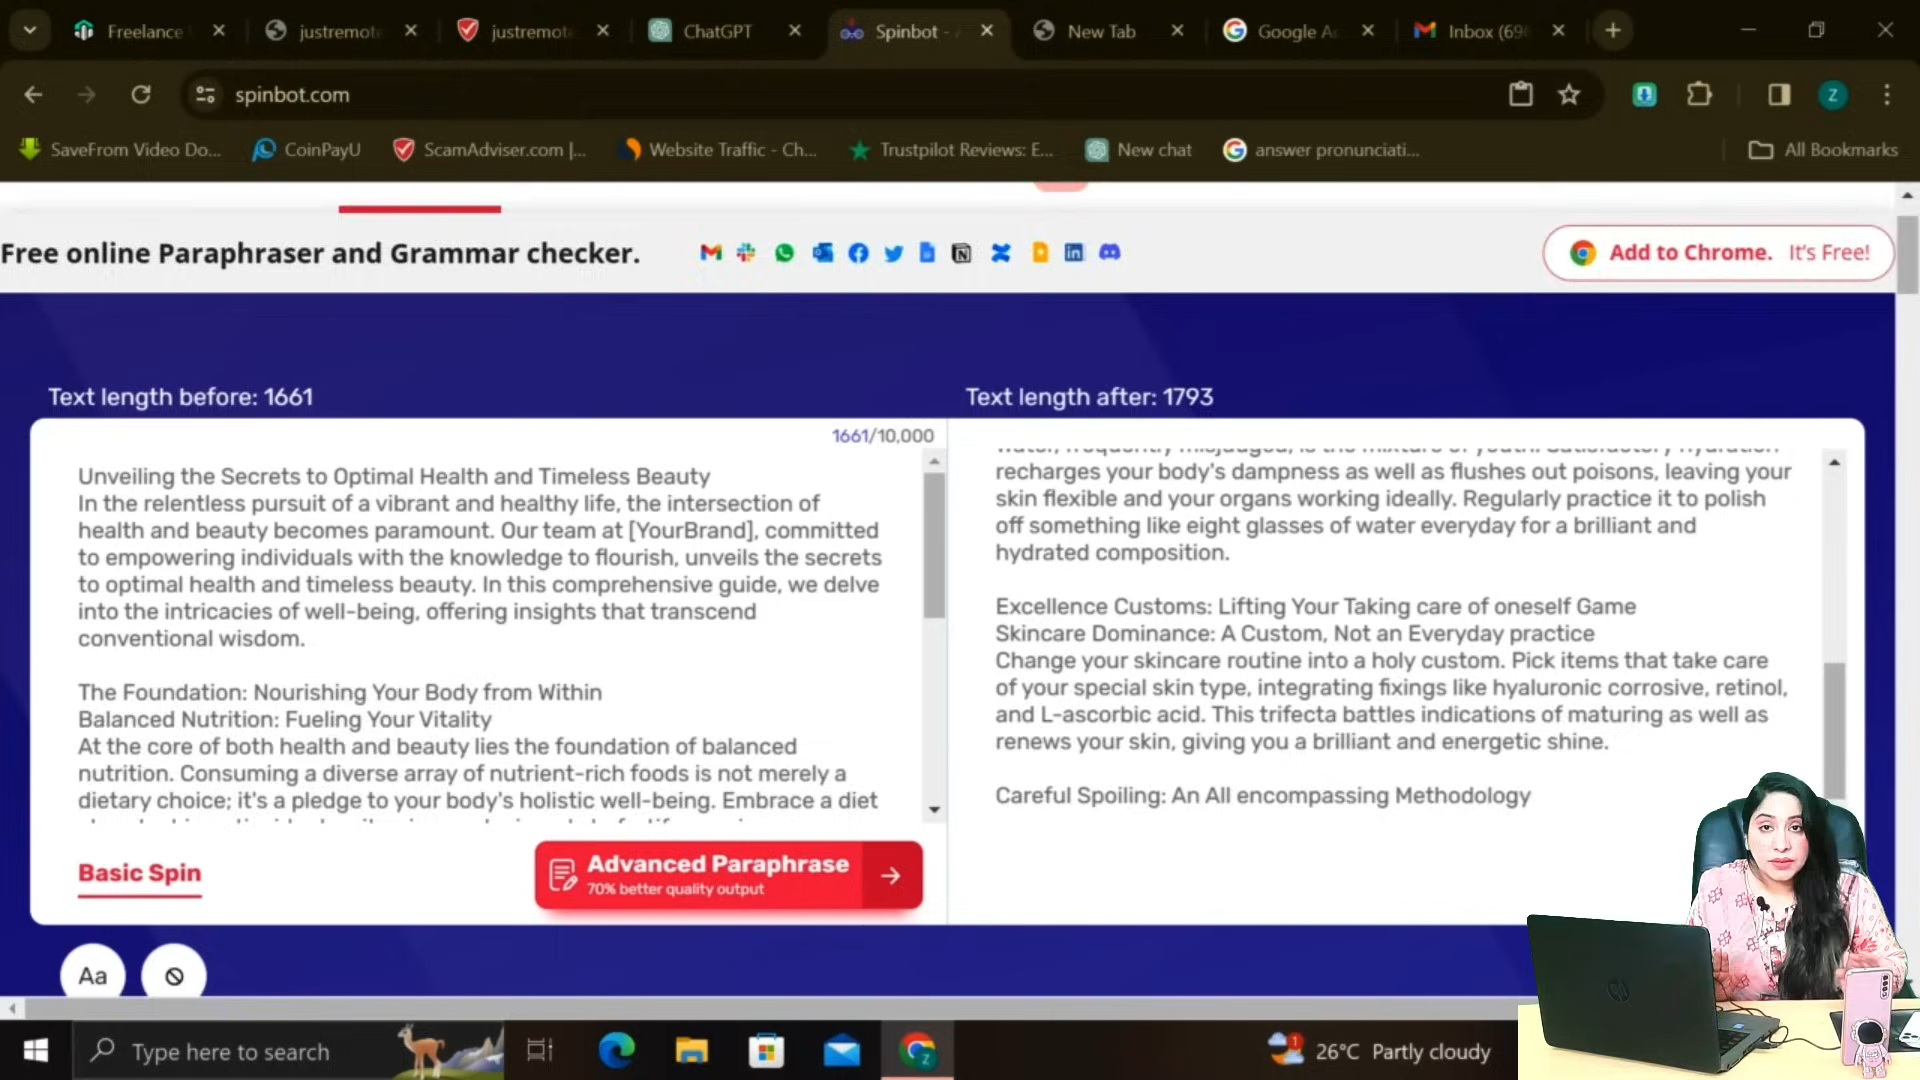 Freelance
justremote
justremote
ChatGPT
Spinbot -
New Tab
Google A
Inbox (69
spinbot.com
SaveFrom Video Do...
CoinPayU
ScamAdviser.com |...
Website Traffic - Ch...
Trustpilot Reviews: E...
New chat
answer pronunciati...
All Bookmarks
Free online Paraphraser and Grammar checker.
Add to Chrome. It's Free!
Text length before: 1661
1661/10,000
Unveiling the Secrets to Optimal Health and Timeless Beauty
In the relentless pursuit of a vibrant and healthy life, the intersection of
health and beauty becomes paramount. Our team at [YourBrand], committed
to empowering individuals with the knowledge to flourish, unveils the secrets
to optimal health and timeless beauty. In this comprehensive guide, we delve
into the intricacies of well-being, offering insights that transcend
conventional wisdom.
The Foundation: Nourishing Your Body from Within
Balanced Nutrition: Fueling Your Vitality
At the core of both health and beauty lies the foundation of balanced
nutrition. Consuming a diverse array of nutrient-rich foods is not merely a
dietary choice; it's a pledge to your body's holistic well-being. Embrace a diet
Basic Spin
Advanced Paraphrase
70% better quality output
Text length after: 1793
water, frequently misjudged, is the mixture of youth. Satisfactory hydration
recharges your body's dampness as well as flushes out poisons, leaving your
skin flexible and your organs working ideally. Regularly practice it to polish
off something like eight glasses of water everyday for a brilliant and
hydrated composition.
Excellence Customs: Lifting Your Taking care of oneself Game
Skincare Dominance: A Custom, Not an Everyday practice
Change your skincare routine into a holy custom. Pick items that take care
of your special skin type, integrating fixings like hyaluronic corrosive, retinol,
and L-ascorbic acid. This trifecta battles indications of maturing as well as
renews your skin, giving you a brilliant and energetic shine.
Careful Spoiling: An All encompassing Methodology
Aa
Type here to search
26°C Partly cloudy